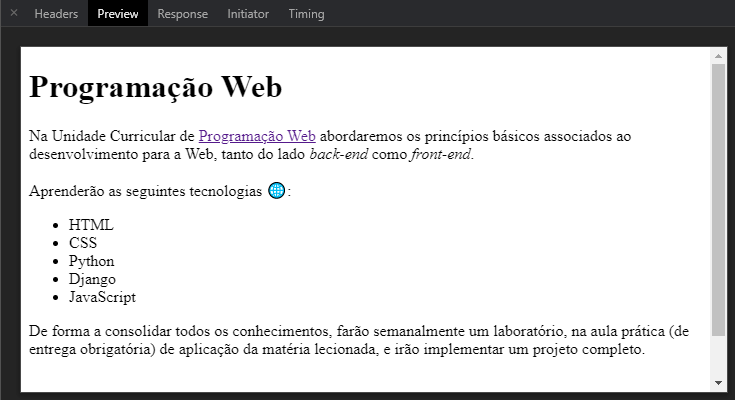 × Headers Preview Response Initiator Timing
Programação Web
Na Unidade Curricular de Programação Web abordaremos os princípios básicos associados ao
desenvolvimento para a Web, tanto do lado back-end como front-end.
Aprenderão as seguintes tecnologias 🌐:
• HTML
• CSS
• Python
• Django
• JavaScript
De forma a consolidar todos os conhecimentos, farão semanalmente um laboratório, na aula prática (de
entrega obrigatória) de aplicação da matéria lecionada, e irão implementar um projeto completo.